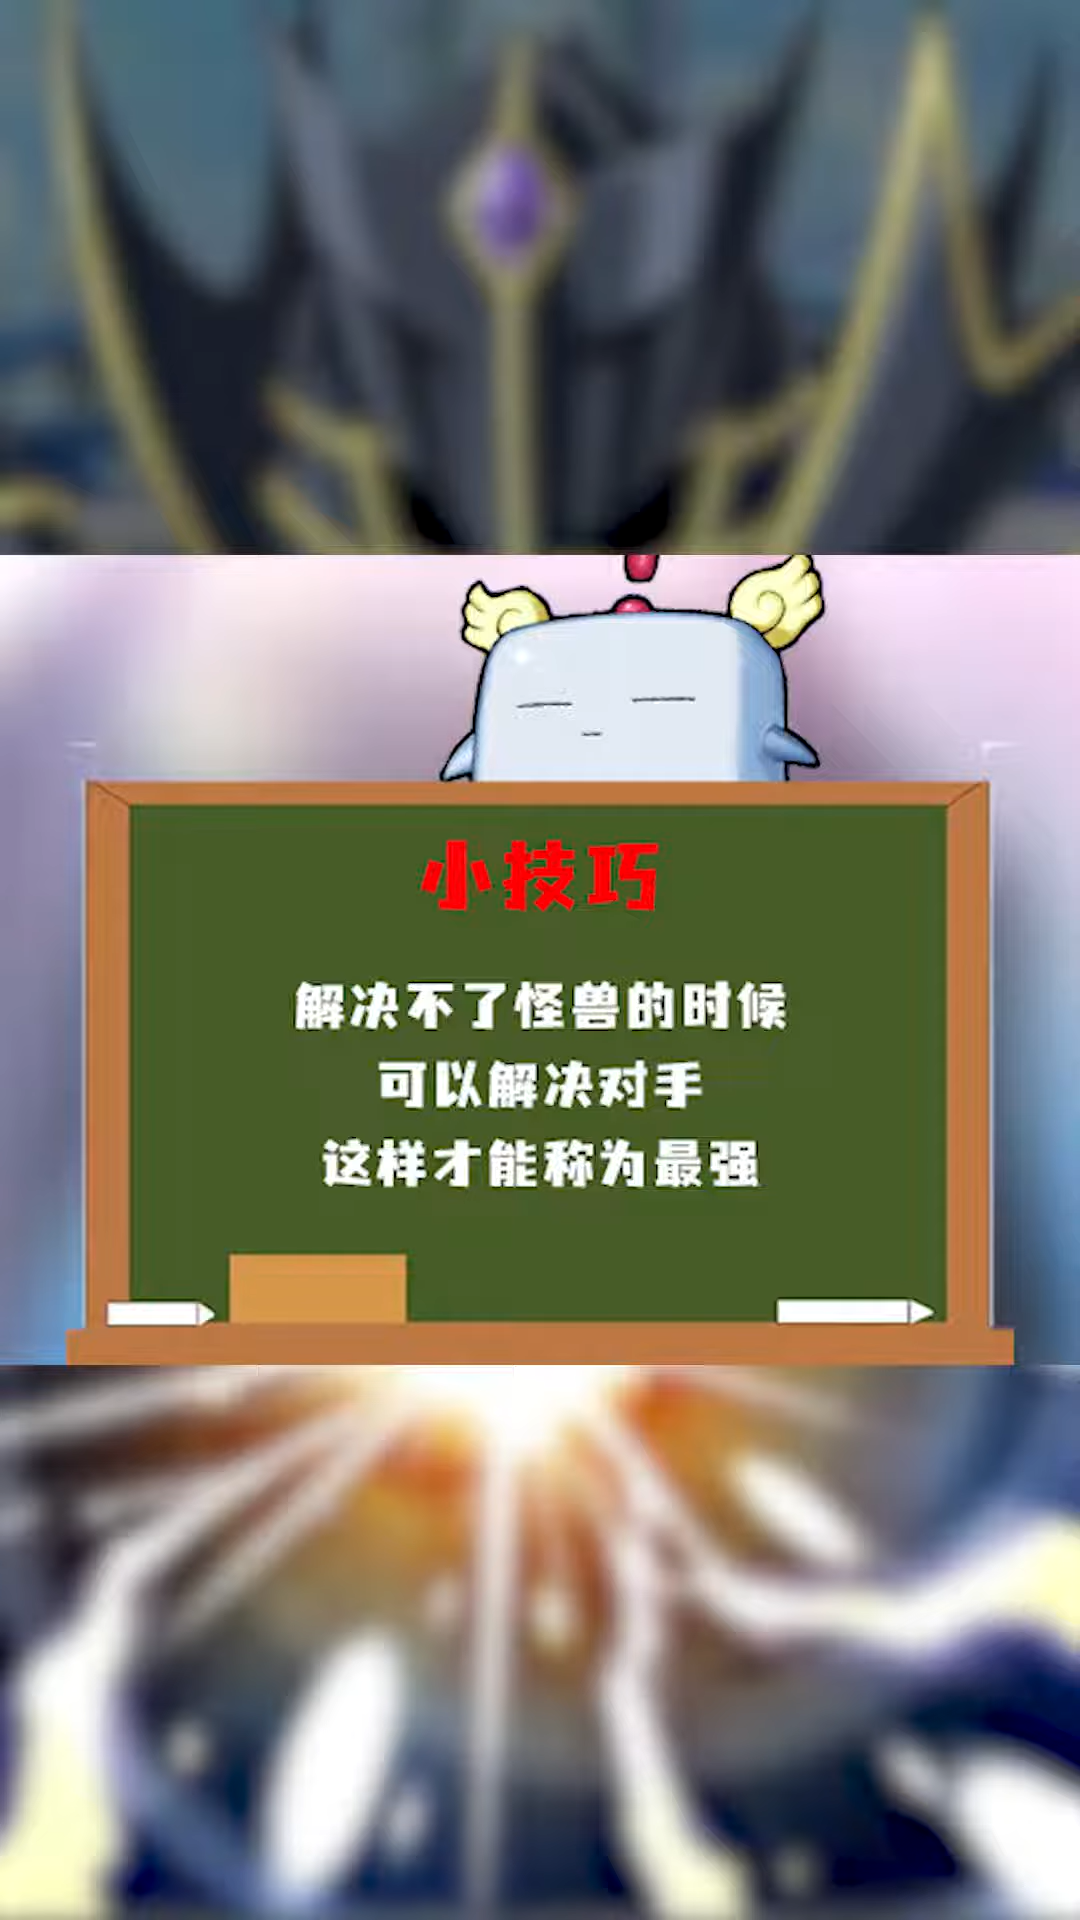 小技巧
解决不了怪兽的时候
可以解决对手
这样才能称为最强